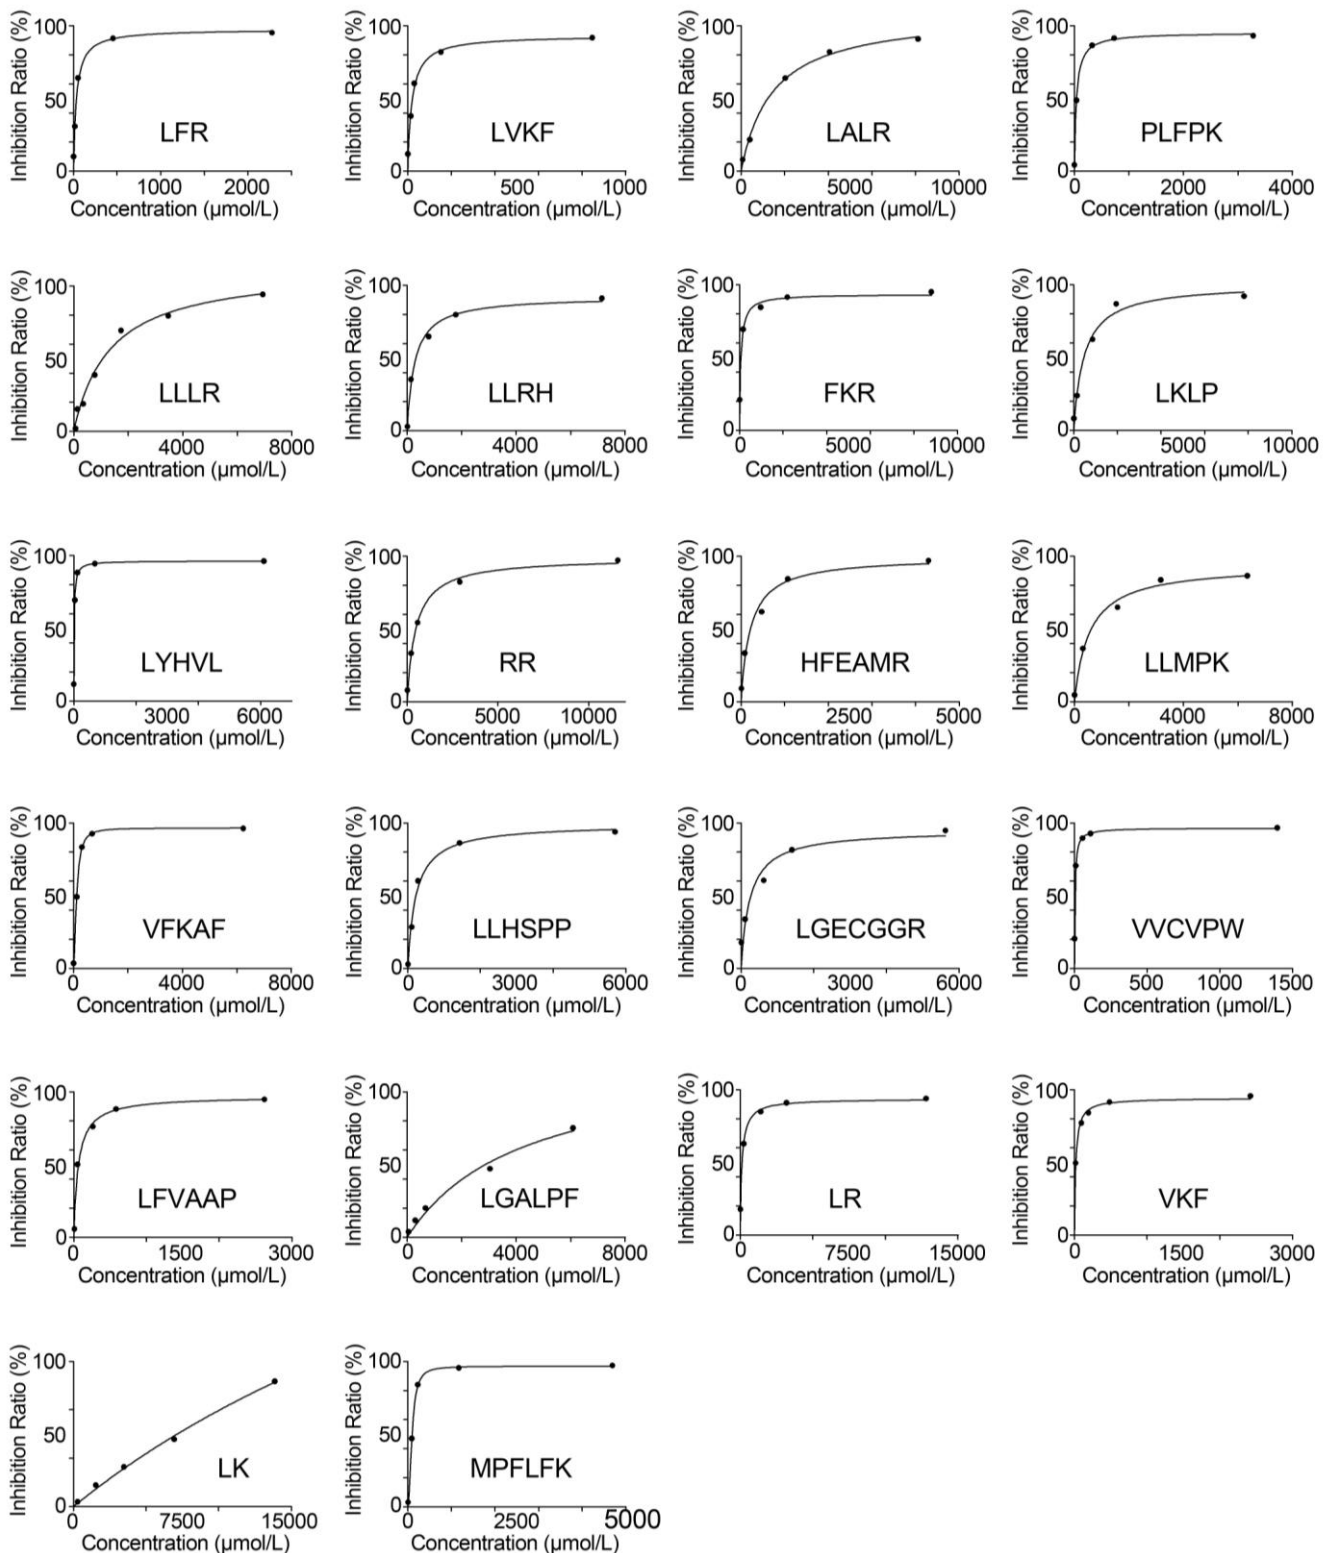 Inhibition Ratio (%)
100
50
0
LFR
0 1000 2000
Concentration (µmol/L)
Inhibition Ratio (%)
100
50
0
LVKF
0 500 1000
Concentration (µmol/L)
Inhibition Ratio (%)
100
50
0
LALR
0 5000 10000
Concentration (µmol/L)
Inhibition Ratio (%)
100
50
0
PLFPK
0 2000 4000
Concentration (µmol/L)
Inhibition Ratio (%)
100
50
0
LLLR
0 4000 8000
Concentration (µmol/L)
Inhibition Ratio (%)
100
50
0
LLRH
0 4000 8000
Concentration (µmol/L)
Inhibition Ratio (%)
100
50
0
FKR
0 5000 10000
Concentration (µmol/L)
Inhibition Ratio (%)
100
50
0
LKLP
0 5000 10000
Concentration (µmol/L)
Inhibition Ratio (%)
100
50
0
LYHVL
0 3000 6000
Concentration (µmol/L)
Inhibition Ratio (%)
100
50
0
RR
0 5000 10000
Concentration (µmol/L)
Inhibition Ratio (%)
100
50
0
HFEAMR
0 2500 5000
Concentration (µmol/L)
Inhibition Ratio (%)
100
50
0
LLMPK
0 4000 8000
Concentration (µmol/L)
Inhibition Ratio (%)
100
50
0
VFKAF
0 4000 8000
Concentration (µmol/L)
Inhibition Ratio (%)
100
50
0
LLHSPP
0 3000 6000
Concentration (µmol/L)
Inhibition Ratio (%)
100
50
0
LGECGGR
0 3000 6000
Concentration (µmol/L)
Inhibition Ratio (%)
100
50
0
VVCVPW
0 500 1000 1500
Concentration (µmol/L)
Inhibition Ratio (%)
100
50
0
LFVAAP
0 1500 3000
Concentration (µmol/L)
Inhibition Ratio (%)
100
50
0
LGALPF
0 4000 8000
Concentration (µmol/L)
Inhibition Ratio (%)
100
50
0
LR
0 7500 15000
Concentration (µmol/L)
Inhibition Ratio (%)
100
50
0
VKF
0 1500 3000
Concentration (µmol/L)
Inhibition Ratio (%)
100
50
0
LK
0 7500 15000
Concentration (µmol/L)
Inhibition Ratio (%)
100
50
0
MPFLFK
0 2500 5000
Concentration (µmol/L)